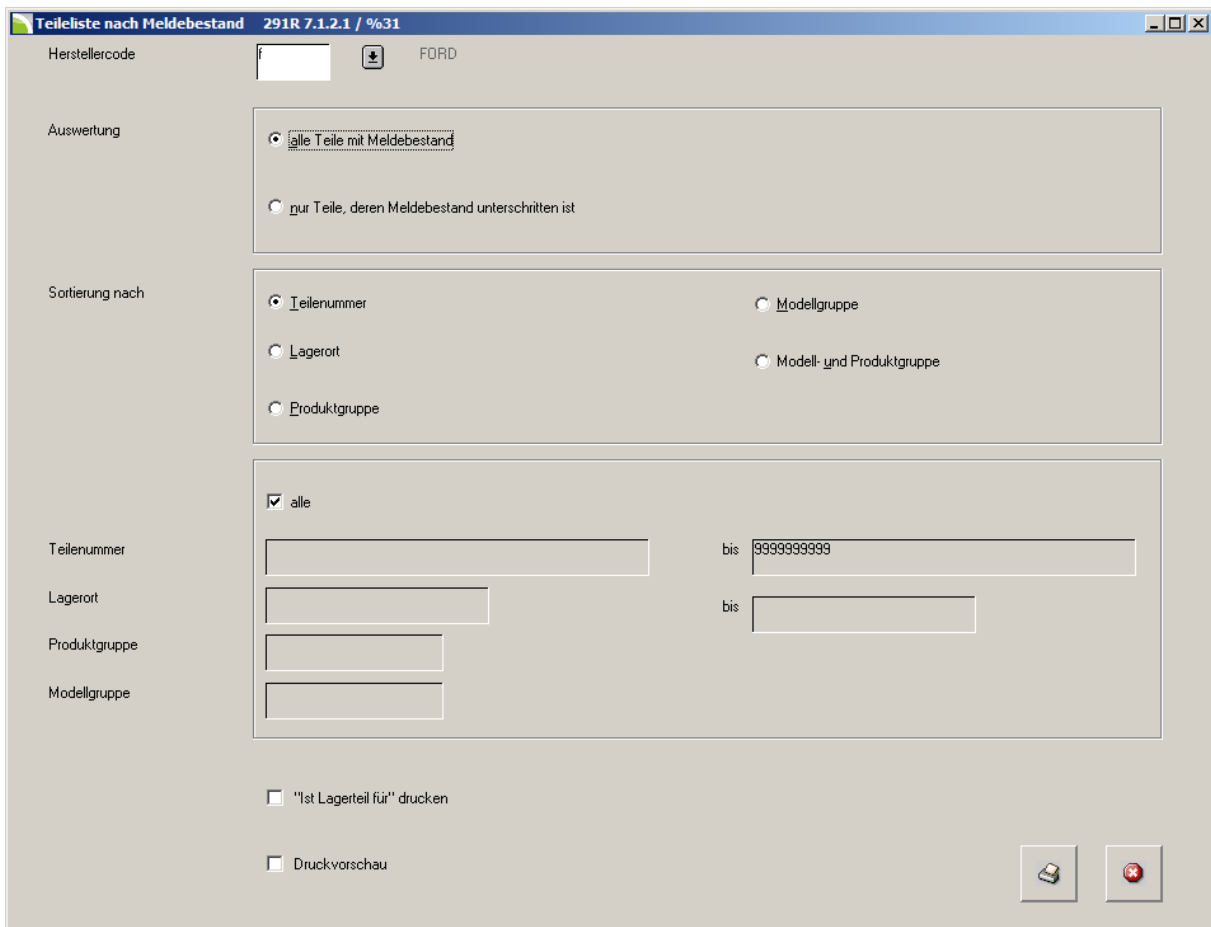 Teileliste nach Meldebestand 291R 7.1.2.1 / %31
Herstellercode f FORD
Auswertung
alle Teile mit Meldebestand
nur Teile, deren Meldebestand unterschritten ist
Sortierung nach
Teilenummer Modellgruppe
Lagerort Modell- und Produktgruppe
Produktgruppe
alle
Teilenummer bis 9999999999
Lagerort bis
Produktgruppe
Modellgruppe
"Ist Lagerteil für" drucken
Druckvorschau